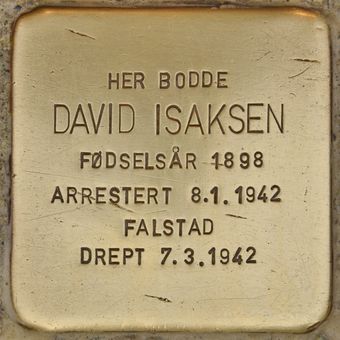 HER BODDE
DAVID ISAKSEN
FØDSELSÅR 1898
ARRESTERT 8.1.1942
FALSTAD
DREPT 7.3.1942